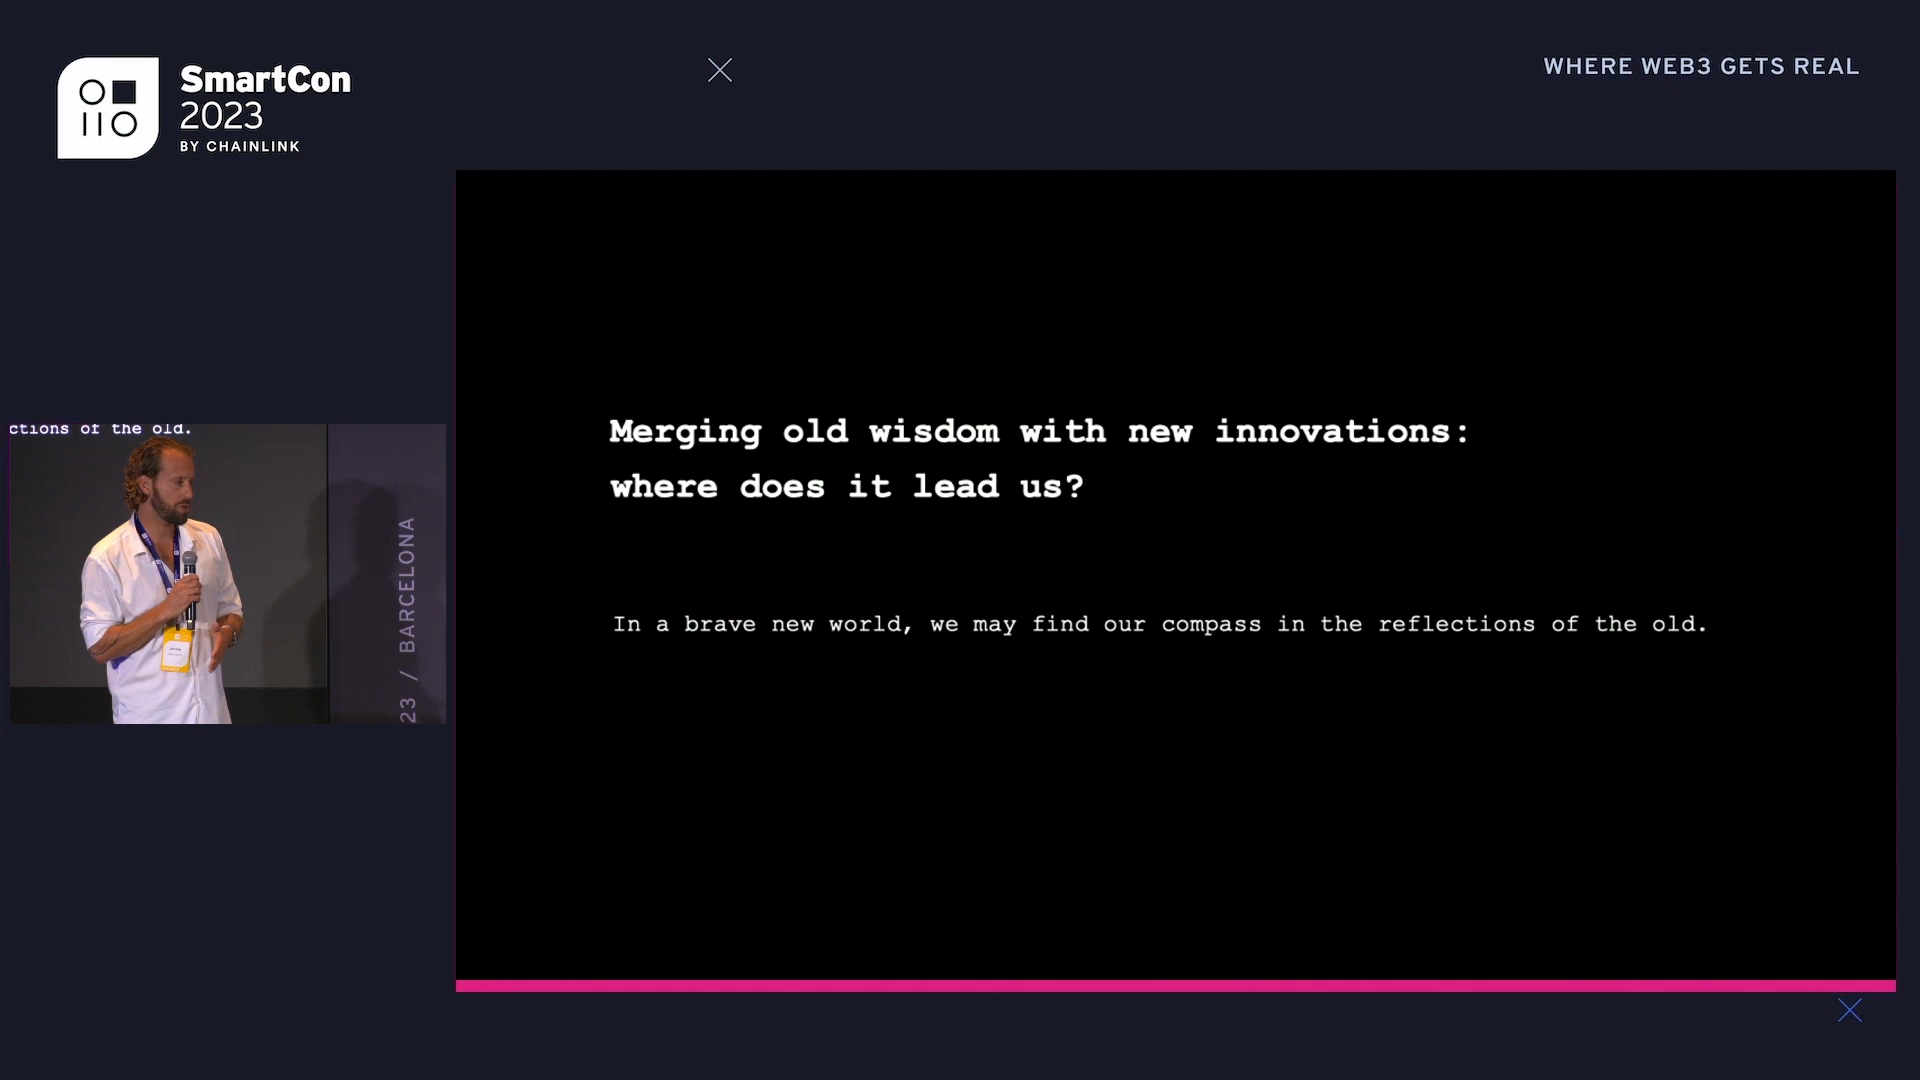 SmartCon
2023
BY CHAINLINK
WHERE WEB3 GETS REAL
ctions of the old.
23 / BARCELONA
Merging old wisdom with new innovations:
where does it lead us?
In a brave new world, we may find our compass in the reflections of the old.